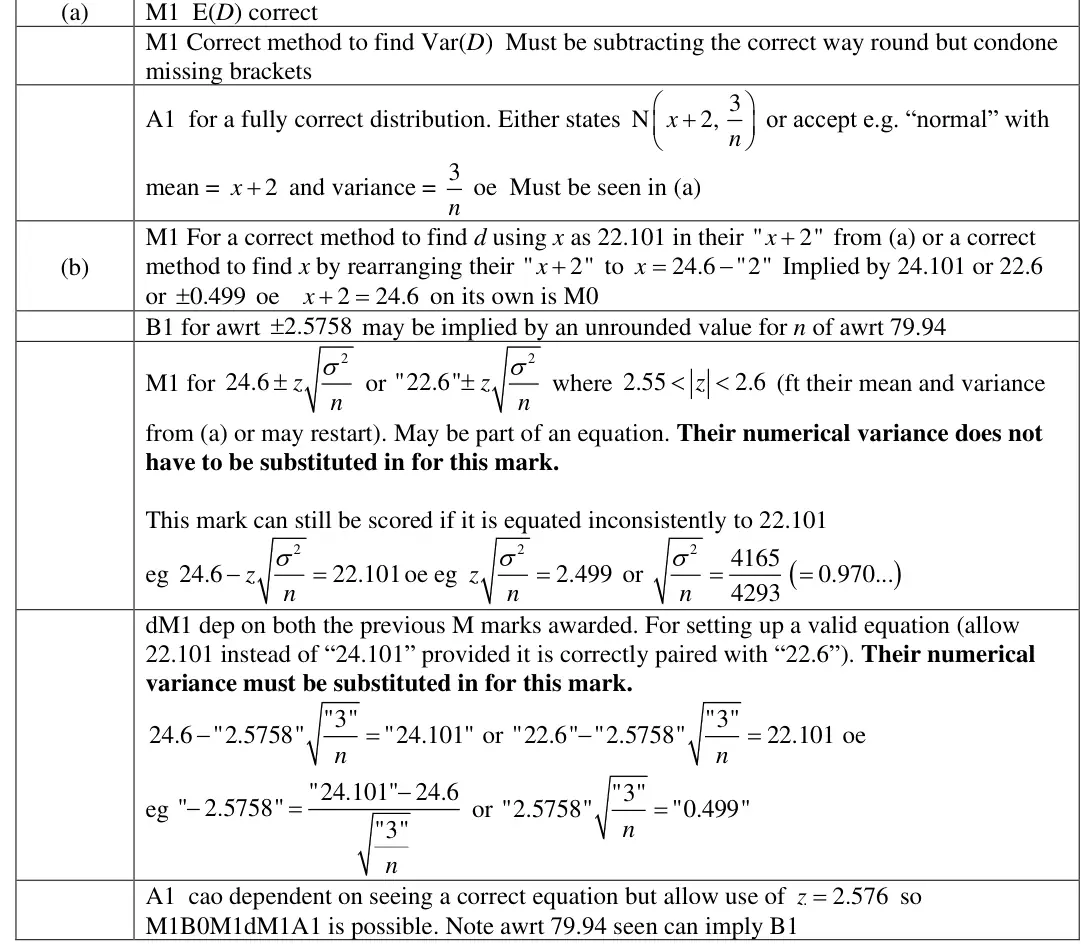 (a) M1 E(D) correct
M1 Correct method to find Var(D) Must be subtracting the correct way round but condone
missing brackets
A1 for a fully correct distribution. Either states N(x+2, 3/n) or accept e.g. “normal” with
mean = x+2 and variance = 3/n oe Must be seen in (a)
M1 For a correct method to find d using x as 22.101 in their "x+2" from (a) or a correct
(b) method to find x by rearranging their "x+2" to x = 24.6−"2" Implied by 24.101 or 22.6
or ±0.499 oe x+2 = 24.6 on its own is M0
B1 for awrt ±2.5758 may be implied by an unrounded value for n of awrt 79.94
M1 for 24.6 ± z√(σ²/n) or "22.6"± z√(σ²/n) where 2.55 < |z| < 2.6 (ft their mean and variance
from (a) or may restart). May be part of an equation. Their numerical variance does not
have to be substituted in for this mark.
This mark can still be scored if it is equated inconsistently to 22.101
eg 24.6 − z√(σ²/n) = 22.101 oe eg z√(σ²/n) = 2.499 or √(σ²/n) = 4165/4293 (= 0.970...)
dM1 dep on both the previous M marks awarded. For setting up a valid equation (allow
22.101 instead of “24.101” provided it is correctly paired with “22.6”). Their numerical
variance must be substituted in for this mark.
24.6 − "2.5758"√("3"/n) = "24.101" or "22.6"−"2.5758"√("3"/n) = 22.101 oe
eg "− 2.5758" = ("24.101"− 24.6)/√("3"/n) or "2.5758"√("3"/n) = "0.499"
A1 cao dependent on seeing a correct equation but allow use of z = 2.576 so
M1B0M1dM1A1 is possible. Note awrt 79.94 seen can imply B1